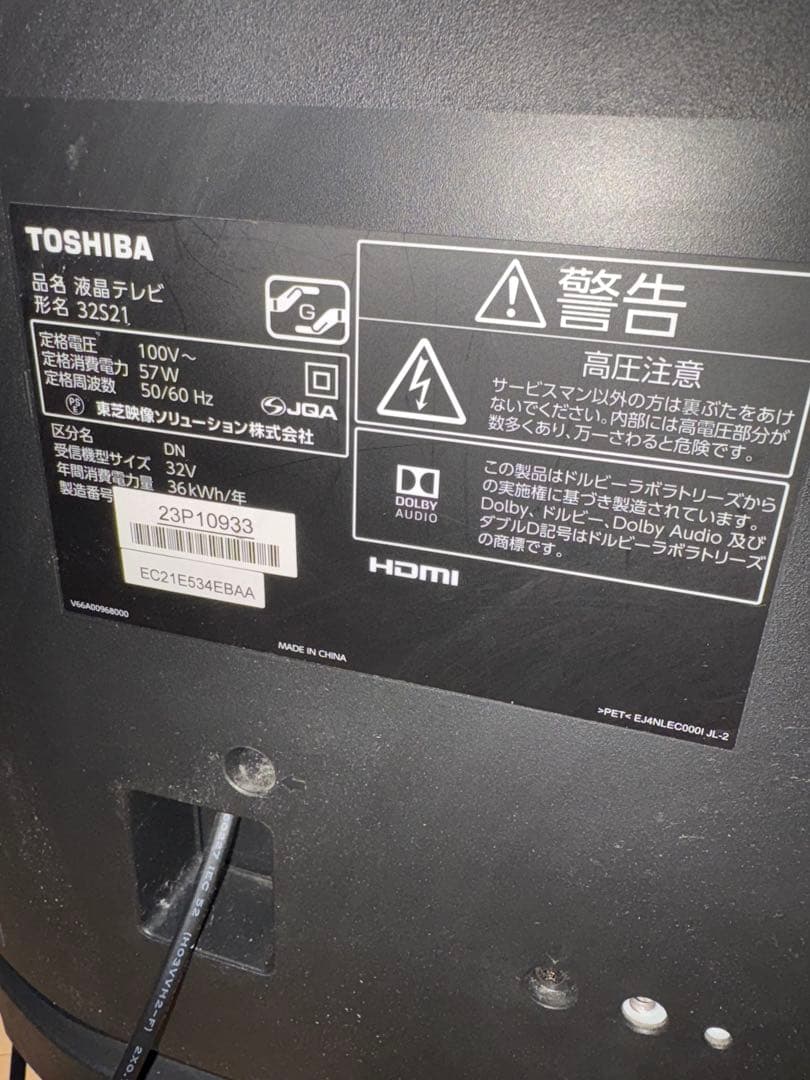 TOSHIBA
品名 液晶テレビ
形名 32S21
G
定格電圧 100V～
定格消費電力 57W
定格周波数 50/60 Hz
PS
E
JQA
東芝映像ソリューション株式会社
区分名 DN
受信機型サイズ 32V
年間消費電力量 36kWh/年
製造番号
23P10933
EC21E534EBAA
V66A00968000
MADE IN CHINA
警告
高圧注意
サービスマン以外の方は裏ぶたをあけ
ないでください。内部には高電圧部分が
数多くあり、万一さわると危険です。
DOLBY
AUDIO
この製品はドルビーラボラトリーズから
の実施権に基づき製造されています。
Dolby、ドルビー、Dolby Audio 及び
ダブルD記号はドルビーラボラトリーズ
の商標です。
HDMI
>PET< EJ4NLEC000I JL-2
IEC 52 (H03VVH2-F) 2X0.